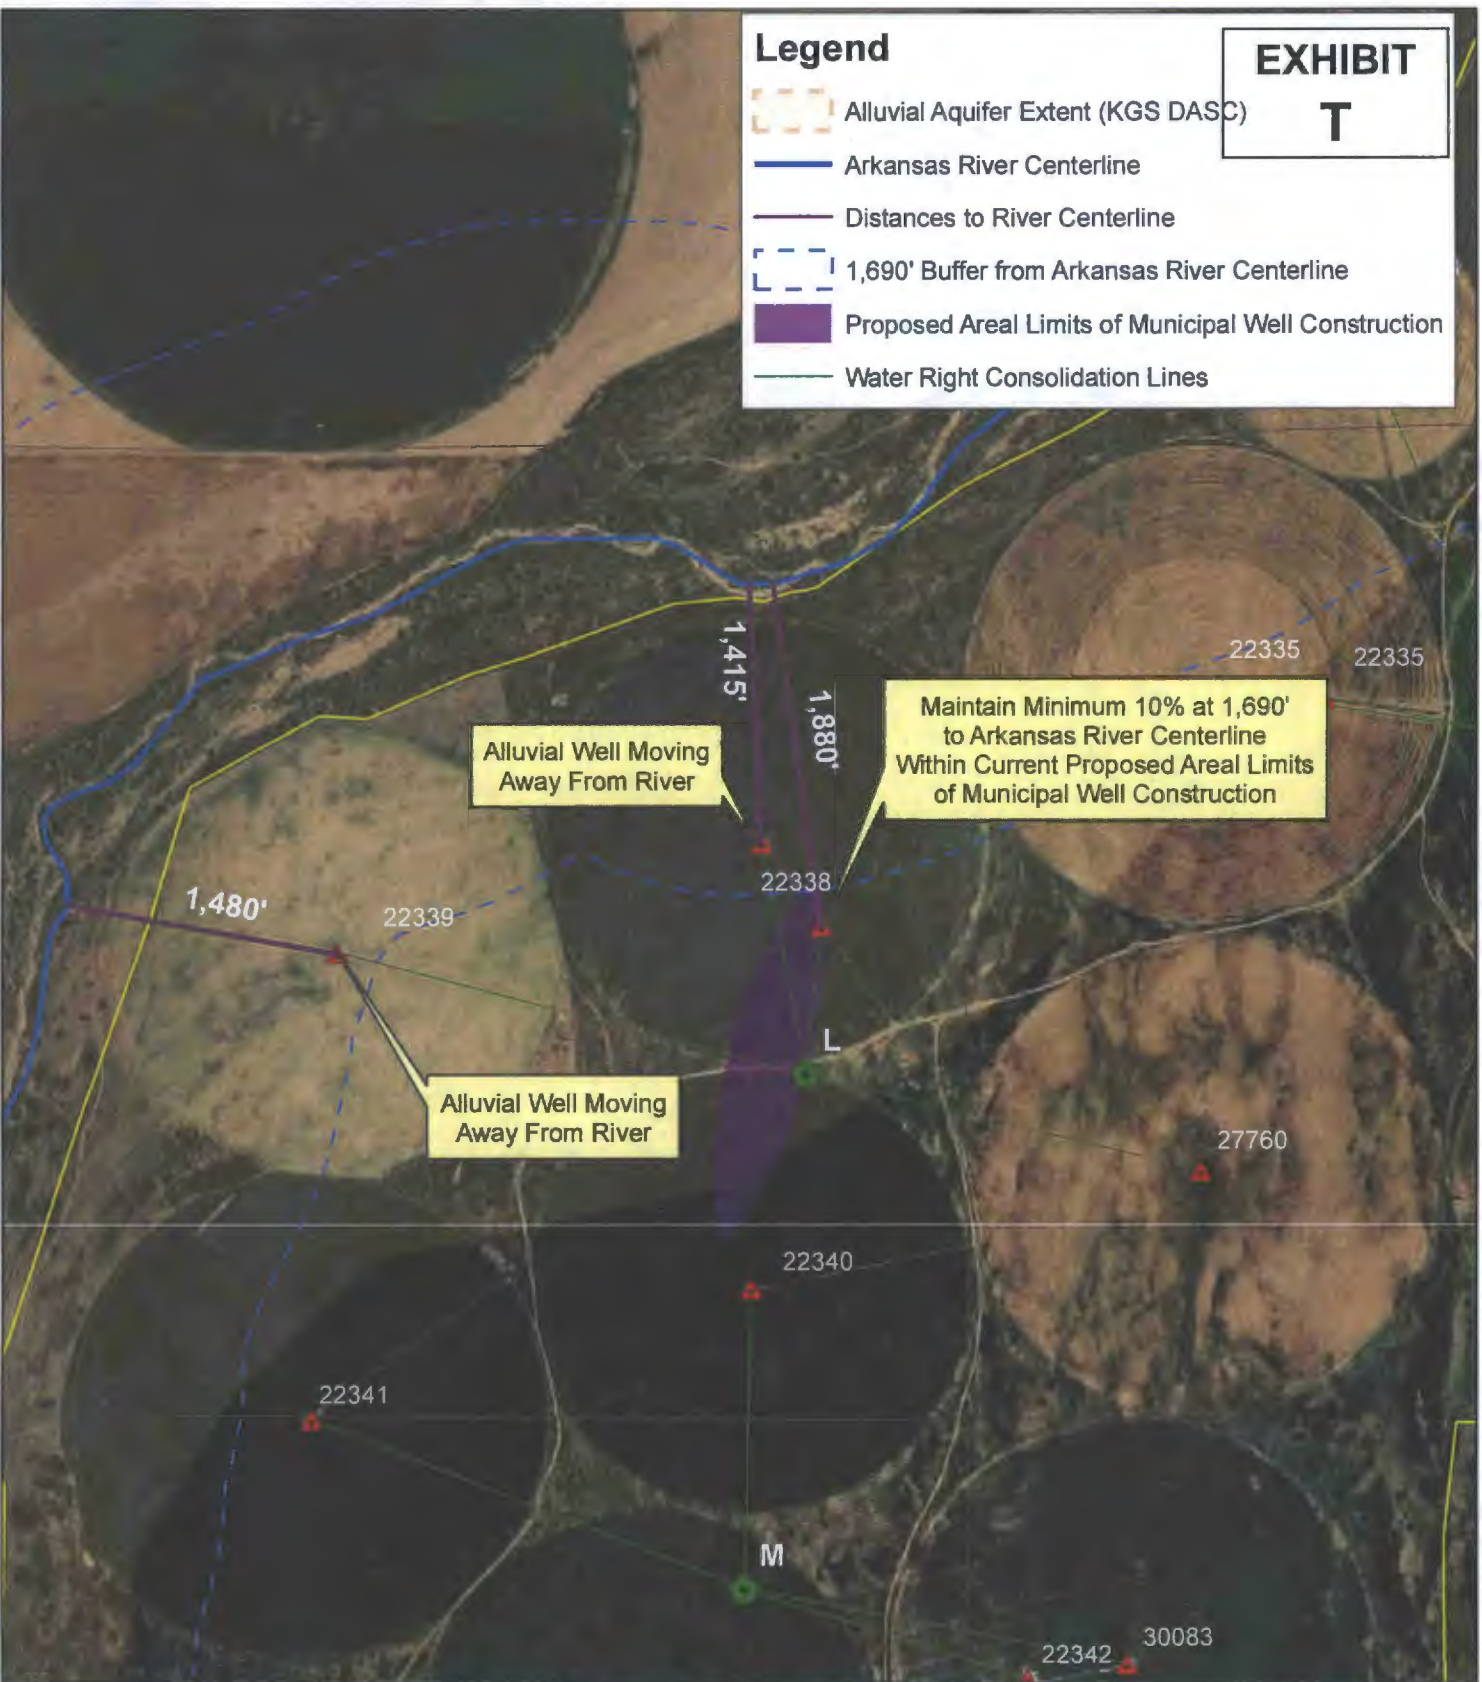 Legend
EXHIBIT
T
Alluvial Aquifer Extent (KGS DASC)
Arkansas River Centerline
Distances to River Centerline
1,690' Buffer from Arkansas River Centerline
Proposed Areal Limits of Municipal Well Construction
Water Right Consolidation Lines
1,415'
1,880'
22335
22335
Maintain Minimum 10% at 1,690'
to Arkansas River Centerline
Within Current Proposed Areal Limits
of Municipal Well Construction
Alluvial Well Moving
Away From River
22338
1,480'
22339
L
Alluvial Well Moving
Away From River
27760
22340
22341
M
22342
30083